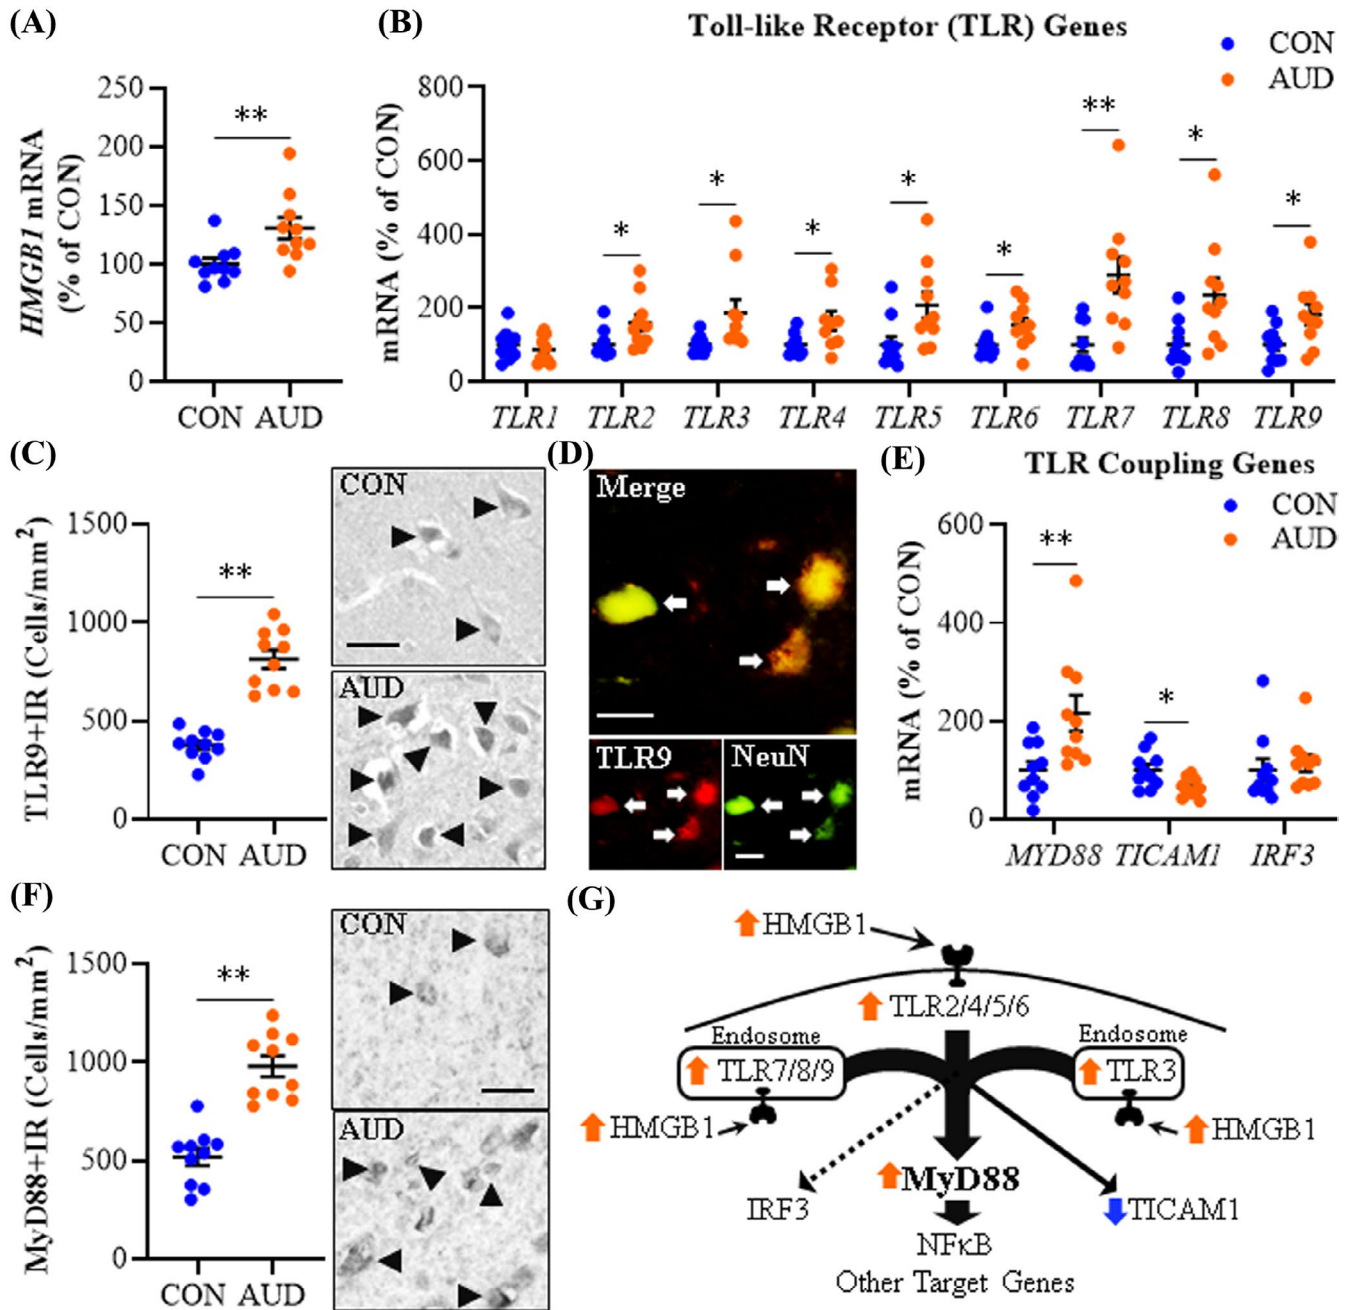 (A)
HMGB1 mRNA
(% of CON)
250
200
150
100
50
0
**
CON AUD
(B)
Toll-like Receptor (TLR) Genes
CON
AUD
mRNA (% of CON)
800
600
400
200
0
* * * * * ** * *
TLR1 TLR2 TLR3 TLR4 TLR5 TLR6 TLR7 TLR8 TLR9
(C)
TLR9+IR (Cells/mm²)
1500
1000
500
0
**
CON AUD
CON
AUD
(D)
Merge
TLR9
NeuN
(E)
TLR Coupling Genes
CON
AUD
mRNA (% of CON)
600
400
200
0
** *
MYD88 TICAM1 IRF3
(F)
MyD88+IR (Cells/mm²)
1500
1000
500
0
**
CON AUD
CON
AUD
(G)
HMGB1
TLR2/4/5/6
Endosome
TLR7/8/9
Endosome
TLR3
HMGB1
HMGB1
MyD88
IRF3
TICAM1
NFκB
Other Target Genes